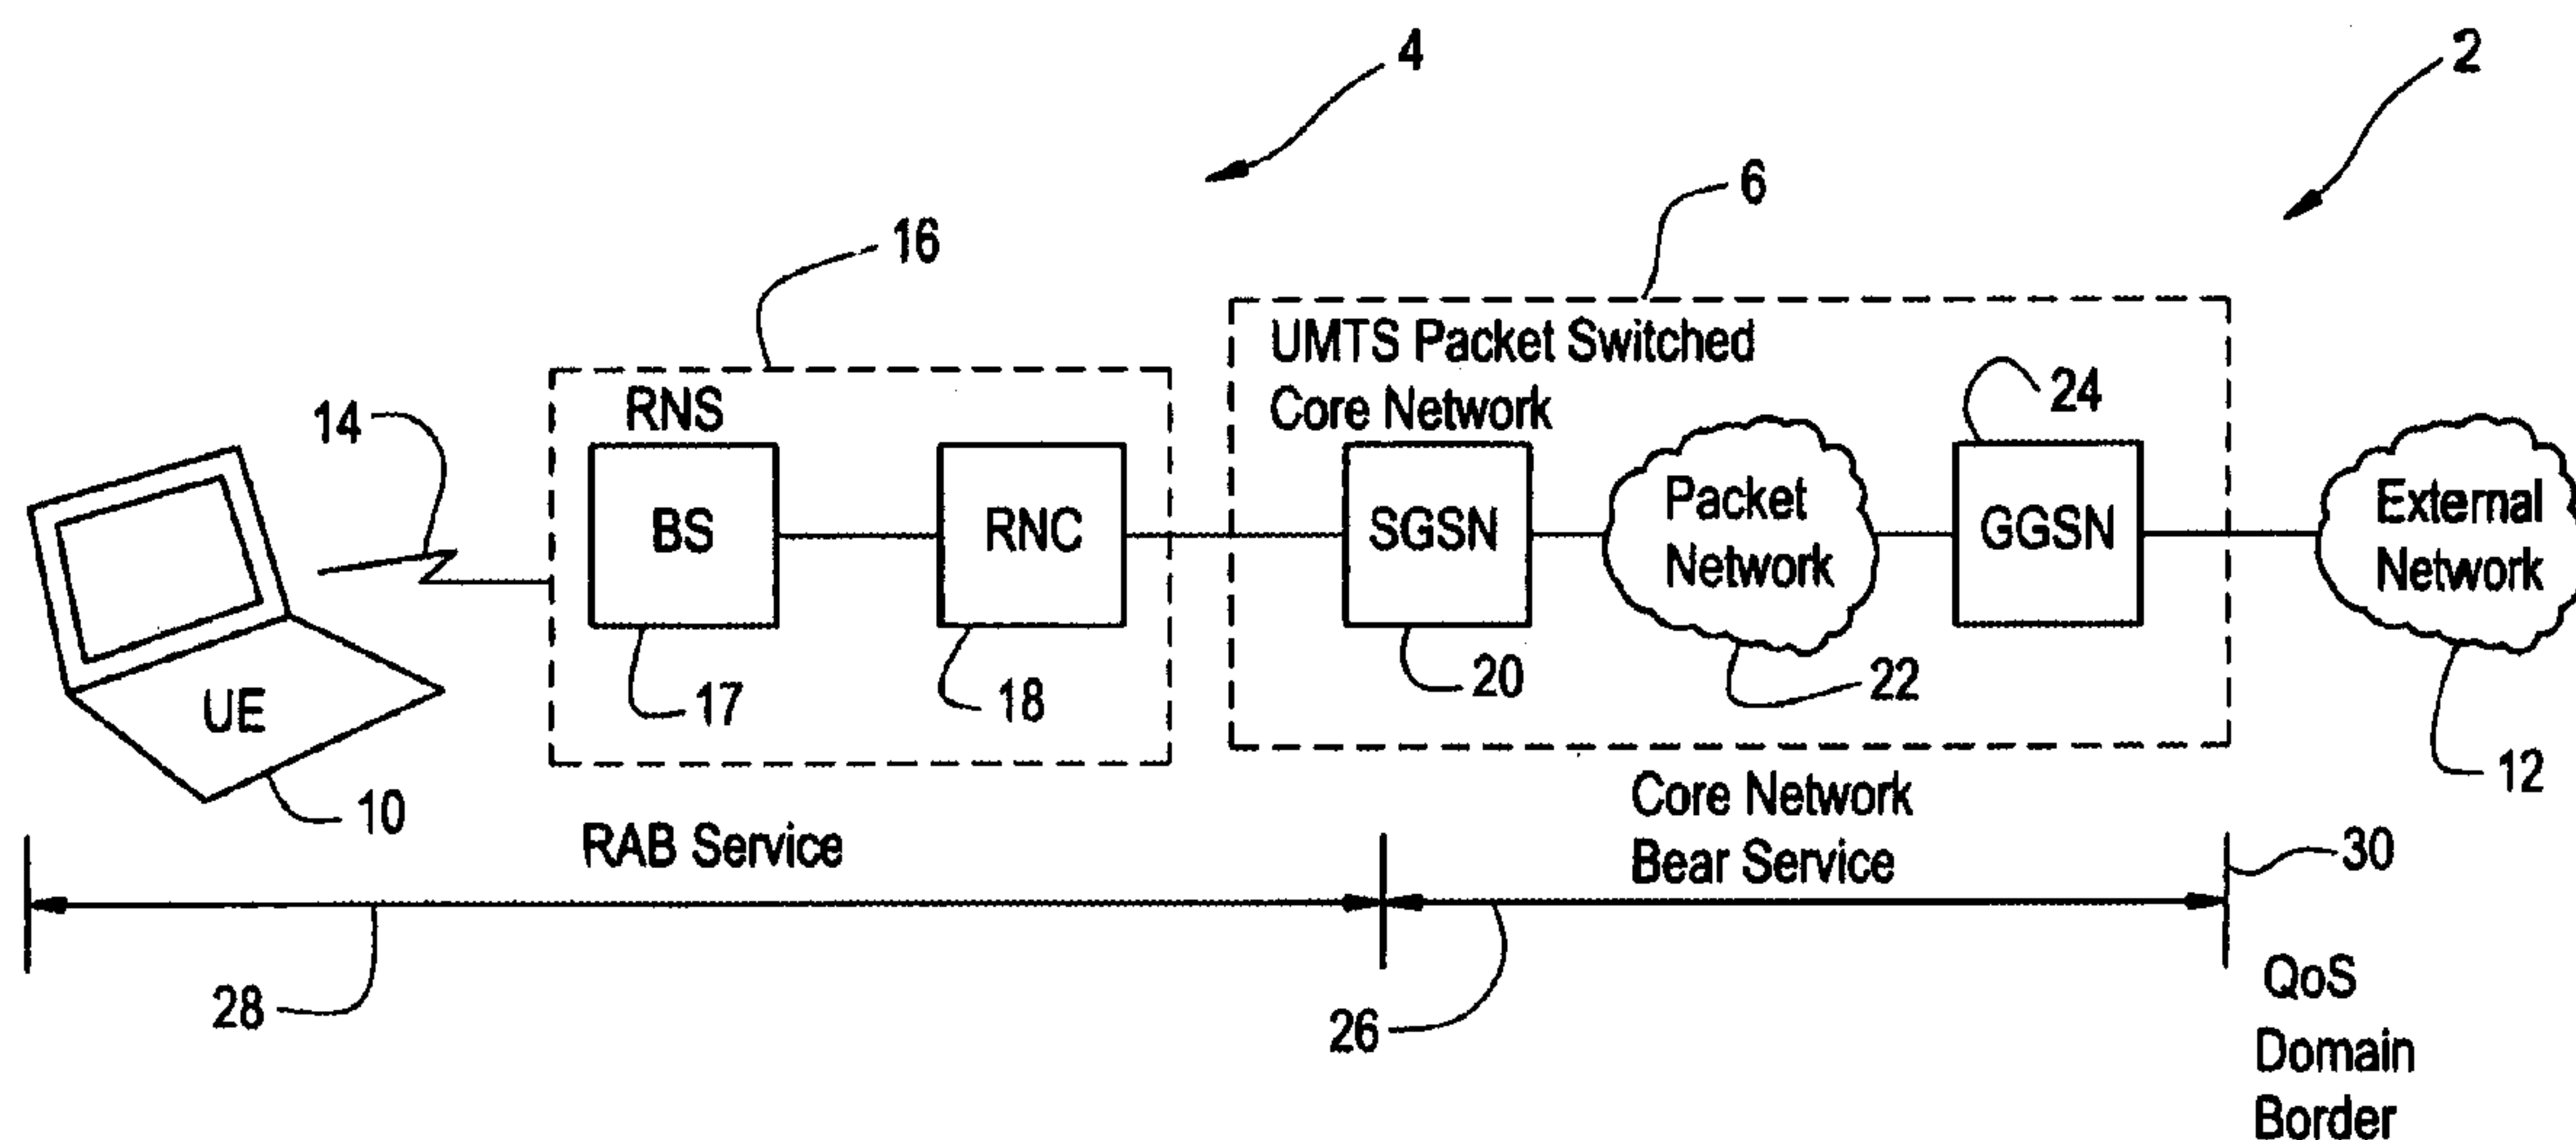 4
2
6
16
UMTS Packet Switched
Core Network
24
RNS
14
BS
RNC
SGSN
Packet
Network
GGSN
External
Network
UE
17
18
20
22
12
10
RAB Service
Core Network
Bear Service
30
28
26
QoS
Domain
Border